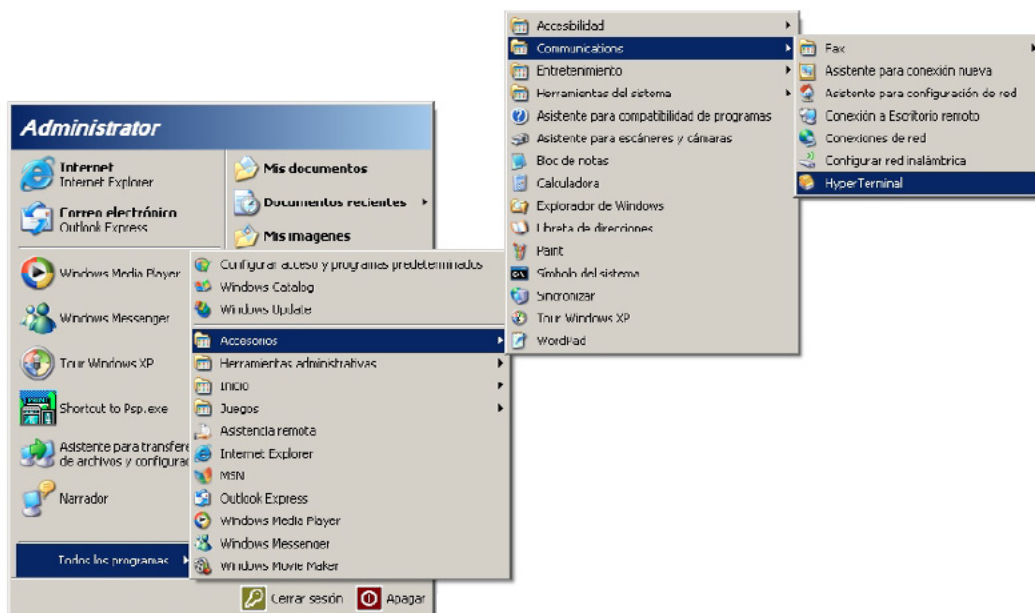 Administrator
Internet
Internet Explorer
Correo electrónico
Outlook Express
Windows Media Player
Windows Messenger
Tour Windows XP
Shortcut to Psp.exe
Asistente para transfere
de archivos y configurac
Narrador
Todos los programas
Mis documentos
Documentos recientes
Mis imagenes
Cerrar sesión
Apagar
Configurar acceso y programas predeterminados
Windows Catalog
Windows Update
Accesorios
Herramientas administrativas
Inicio
Juegos
Asistencia remota
Internet Explorer
MSN
Outlook Express
Windows Media Player
Windows Messenger
Windows Movie Maker
Accesibilidad
Communications
Entretenimiento
Herramientas del sistema
Asistente para compatibilidad de programas
Asistente para escáneres y cámaras
Boc de notas
Calculadora
Explorador de Windows
Libreta de direcciones
Paint
Símbolo del sistema
Sincronizar
Tour Windows XP
WordPad
Fax
Asistente para conexión nueva
Asistente para configuración de red
Conexión a Escritorio remoto
Conexiones de red
Configurar red inalámbrica
HyperTerminal